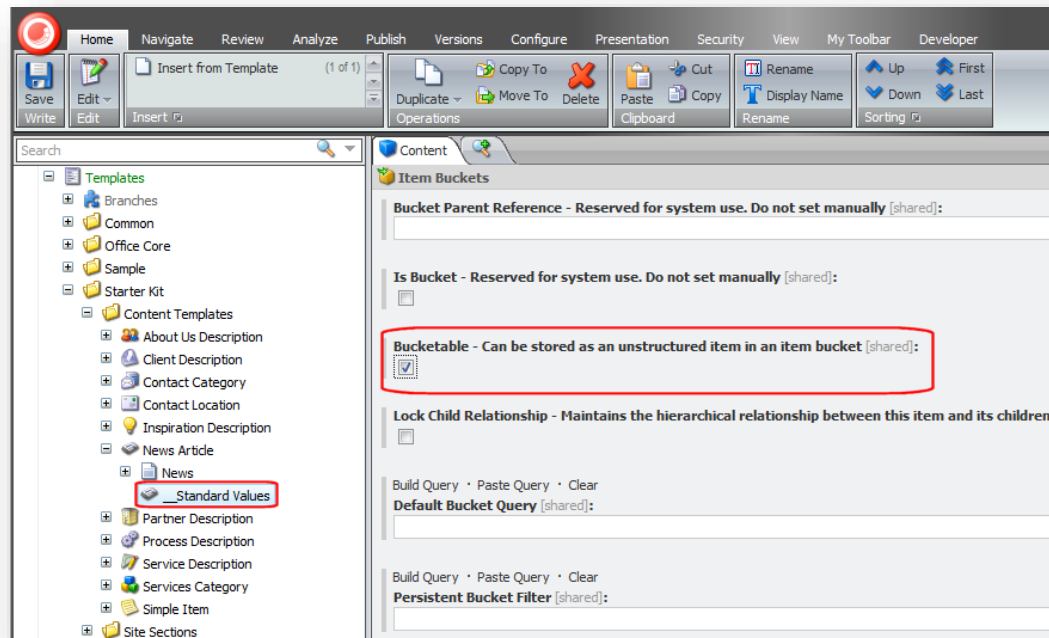 Home Navigate Review Analyze Publish Versions Configure Presentation Security View My Toolbar Developer
Save
Write
Edit
Edit
Insert from Template (1 of 1)
Insert
Duplicate
Copy To
Move To
Delete
Operations
Paste
Cut
Copy
Clipboard
Rename
Display Name
Rename
Up First
Down Last
Sorting
Search
Templates
Branches
Common
Office Core
Sample
Starter Kit
Content Templates
About Us Description
Client Description
Contact Category
Contact Location
Inspiration Description
News Article
News
__Standard Values
Partner Description
Process Description
Service Description
Services Category
Simple Item
Site Sections
Content
Item Buckets
Bucket Parent Reference - Reserved for system use. Do not set manually [shared]:
Is Bucket - Reserved for system use. Do not set manually [shared]:
Bucketable - Can be stored as an unstructured item in an item bucket [shared]:
Lock Child Relationship - Maintains the hierarchical relationship between this item and its children
Build Query · Paste Query · Clear
Default Bucket Query [shared]:
Build Query · Paste Query · Clear
Persistent Bucket Filter [shared]: